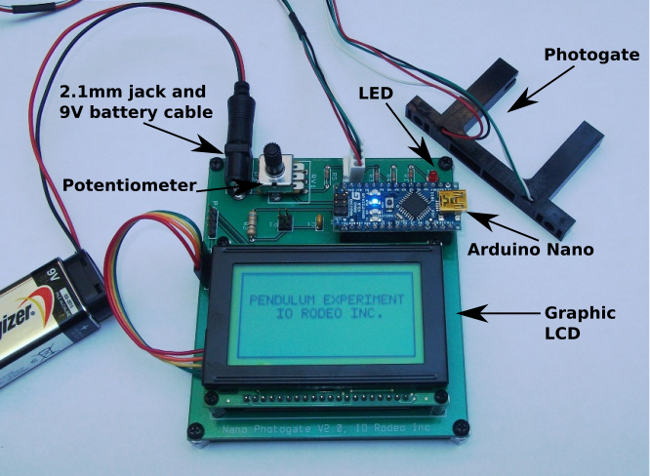 Photogate
2.1mm jack and
9V battery cable
LED
Potentiometer
Arduino Nano
9V
PENDULUM EXPERIMENT
IO RODEO INC.
Graphic
LCD
Nano Photogate V2.0, IO Rodeo Inc